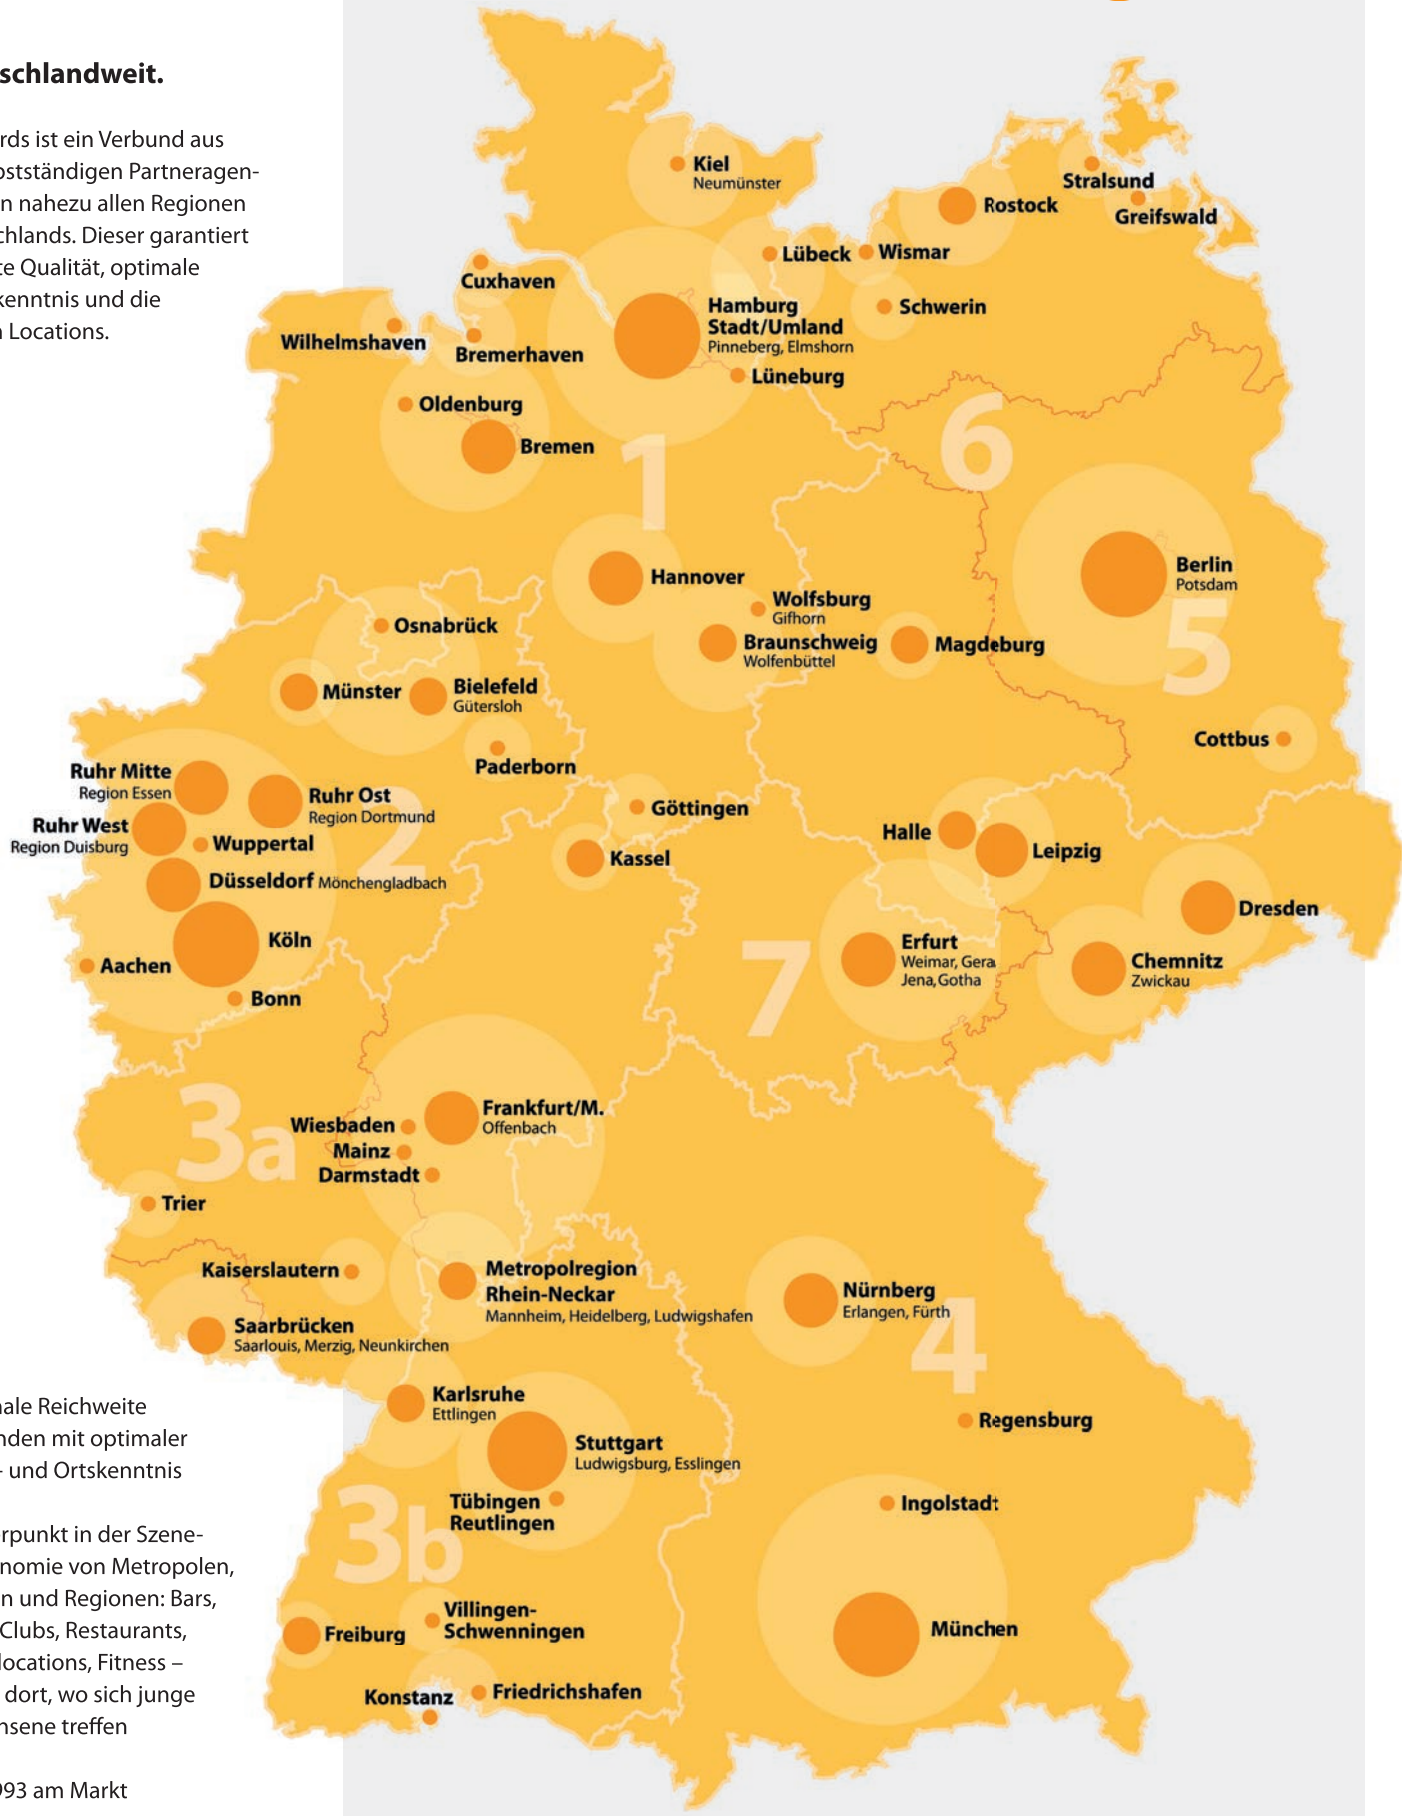 schlandweit.
rds ist ein Verbund aus
ostständigen Partneragen-
n nahezu allen Regionen
chlands. Dieser garantiert
te Qualität, optimale
kenntnis und die
n Locations.
Kiel
Neumünster
Stralsund
Rostock
Greifswald
Lübeck
Wismar
Cuxhaven
Hamburg
Stadt/Umland
Pinneberg, Elmshorn
Schwerin
Wilhelmshaven
Bremerhaven
Lüneburg
Oldenburg
Bremen
6
1
Berlin
Potsdam
Hannover
Wolfsburg
Gifhorn
5
Osnabrück
Braunschweig
Wolfenbüttel
Magdeburg
Münster
Bielefeld
Gütersloh
Cottbus
Paderborn
Ruhr Mitte
Region Essen
Ruhr Ost
Region Dortmund
Göttingen
Ruhr West
Region Duisburg
Wuppertal
2
Halle
Leipzig
Kassel
Düsseldorf Mönchengladbach
Dresden
Köln
Erfurt
Weimar, Gera
Jena, Gotha
7
Chemnitz
Zwickau
Aachen
Bonn
3a
Frankfurt/M.
Offenbach
Wiesbaden
Mainz
Darmstadt
Trier
Kaiserslautern
Metropolregion
Rhein-Neckar
Mannheim, Heidelberg, Ludwigshafen
Nürnberg
Erlangen, Fürth
Saarbrücken
Saarlouis, Merzig, Neunkirchen
4
Karlsruhe
Ettlingen
Regensburg
Stuttgart
Ludwigsburg, Esslingen
Tübingen
Reutlingen
Ingolstadt
3b
Villingen-
Schwenningen
Freiburg
München
Konstanz
Friedrichshafen
nale Reichweite
nden mit optimaler
- und Ortskenntnis
rpunkt in der Szene-
nomie von Metropolen,
n und Regionen: Bars,
Clubs, Restaurants,
locations, Fitness –
dort, wo sich junge
nsene treffen
993 am Markt